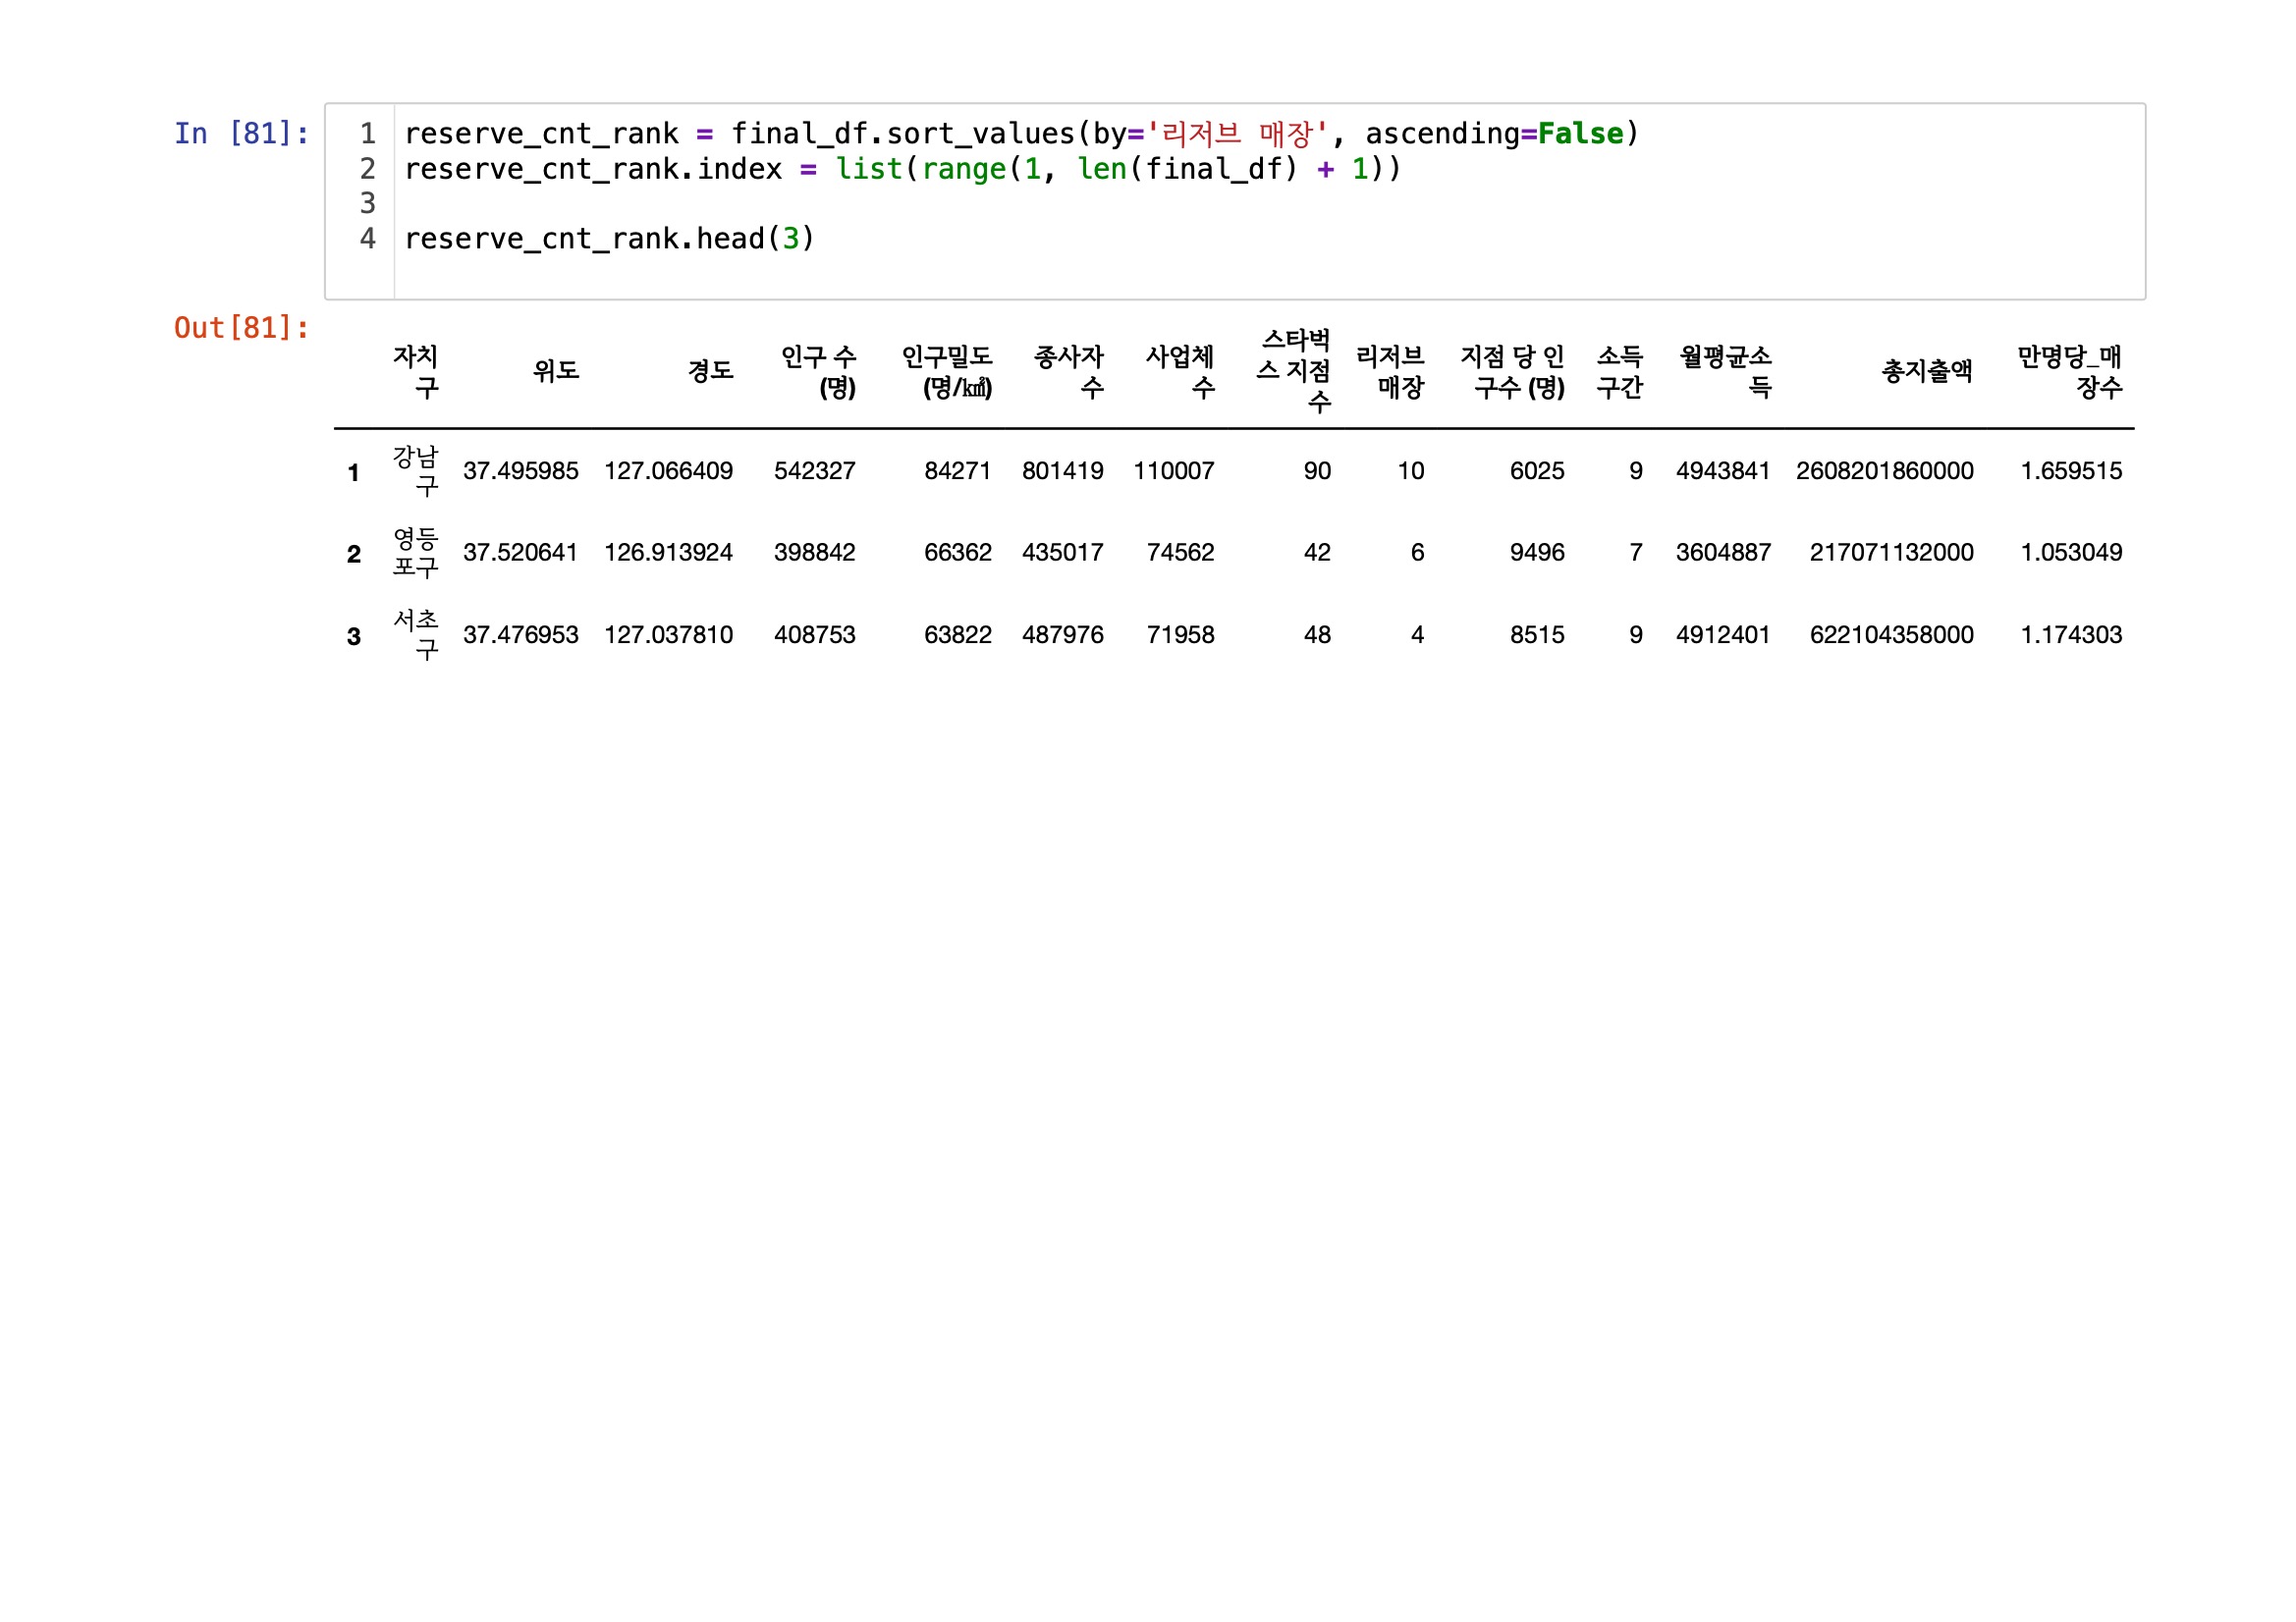 In [81]:
1 reserve_cnt_rank = final_df.sort_values(by='리저브 매장', ascending=False)
2 reserve_cnt_rank.index = list(range(1, len(final_df) + 1))
3
4 reserve_cnt_rank.head(3)
Out[81]:
자치구 위도 경도 인구 수 (명) 인구밀도 (명/㎢) 종사자 수 사업체 수 스타벅스 지점 수 리저브 매장 지점 당 인구수 (명) 소득 구간 월평균소득 총지출액 만명당_매장수
1 강남구 37.495985 127.066409 542327 84271 801419 110007 90 10 6025 9 4943841 2608201860000 1.659515
2 영등포구 37.520641 126.913924 398842 66362 435017 74562 42 6 9496 7 3604887 217071132000 1.053049
3 서초구 37.476953 127.037810 408753 63822 487976 71958 48 4 8515 9 4912401 622104358000 1.174303